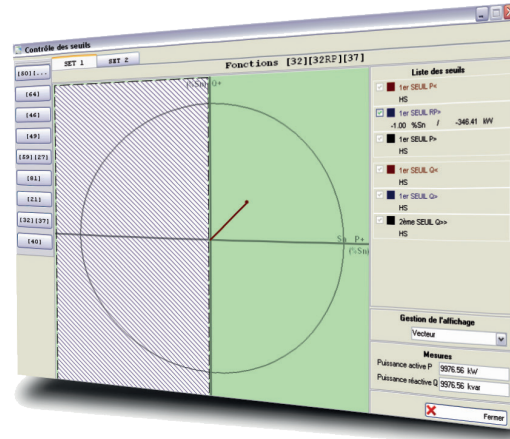 Contrôle des seuils
SET 1 SET 2
Fonctions [32][32RP][37]
[80][...
[64]
[46]
[49]
[59][27]
[81]
[21]
[32][37]
[40]
(%Sn) Q+
Sn P+
(%Sn)
Liste des seuils
1er SEUIL P<
HS
1er SEUIL RP>
-1.00 %Sn / -346.41 kW
1er SEUIL P>
HS
1er SEUIL Q<
HS
1er SEUIL Q>
HS
2ème SEUIL Q>>
HS
Gestion de l'affichage
Vecteur
Mesures
Puissance active P 9976.56 kW
Puissance réactive Q 9976.56 kvar
Fermer